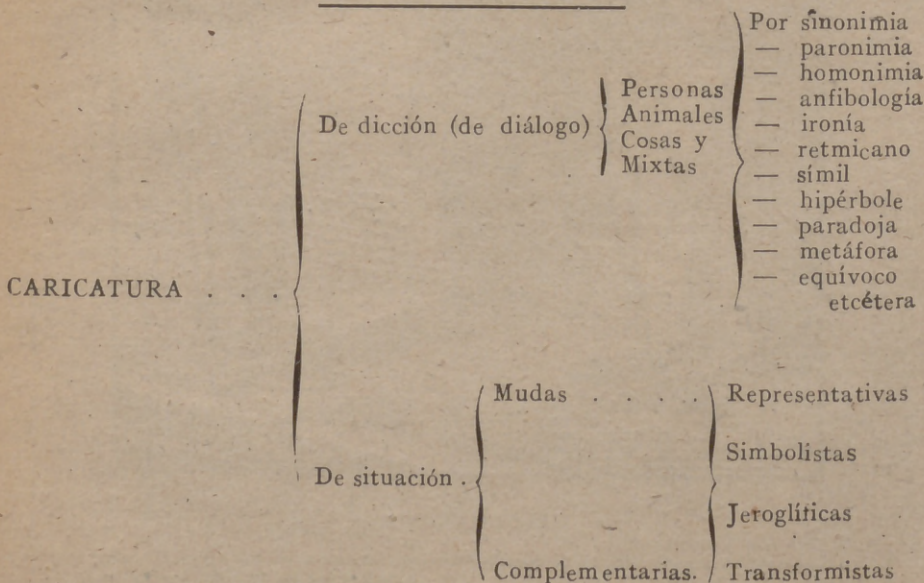 Por sinonimia
— paronimia
— homonimia
— anfibología
— ironía
— retmicano
— símil
— hipérbole
— paradoja
— metáfora
— equívoco
etcétera
De dicción (de diálogo)
Personas
Animales
Cosas y
Mixtas
CARICATURA . . .
De situación .
Mudas . . . .
Complementarias.
Representativas
Simbolistas
Jeroglíficas
Transformistas